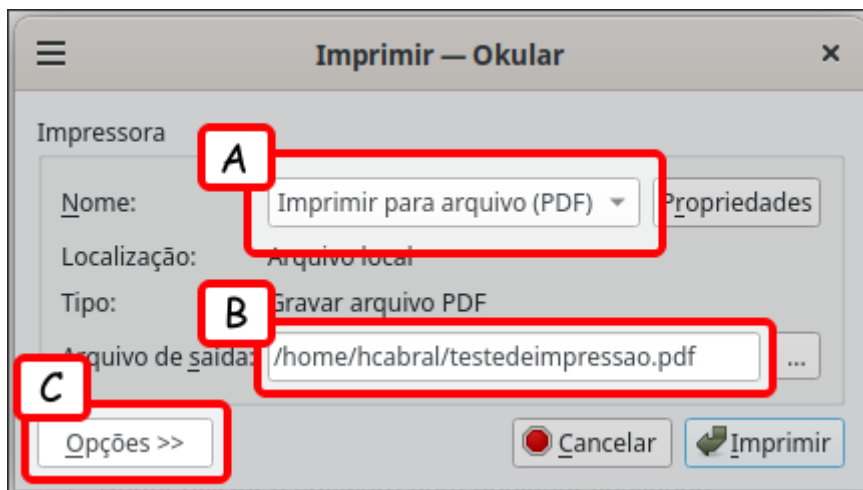 Imprimir — Okular
Impressora
A
Nome: Imprimir para arquivo (PDF) Propriedades
Localização: Arquivo local
Tipo: Gravar arquivo PDF
B
Arquivo de saída: /home/hcabral/testedeimpressao.pdf ...
C
Opções >> Cancelar Imprimir